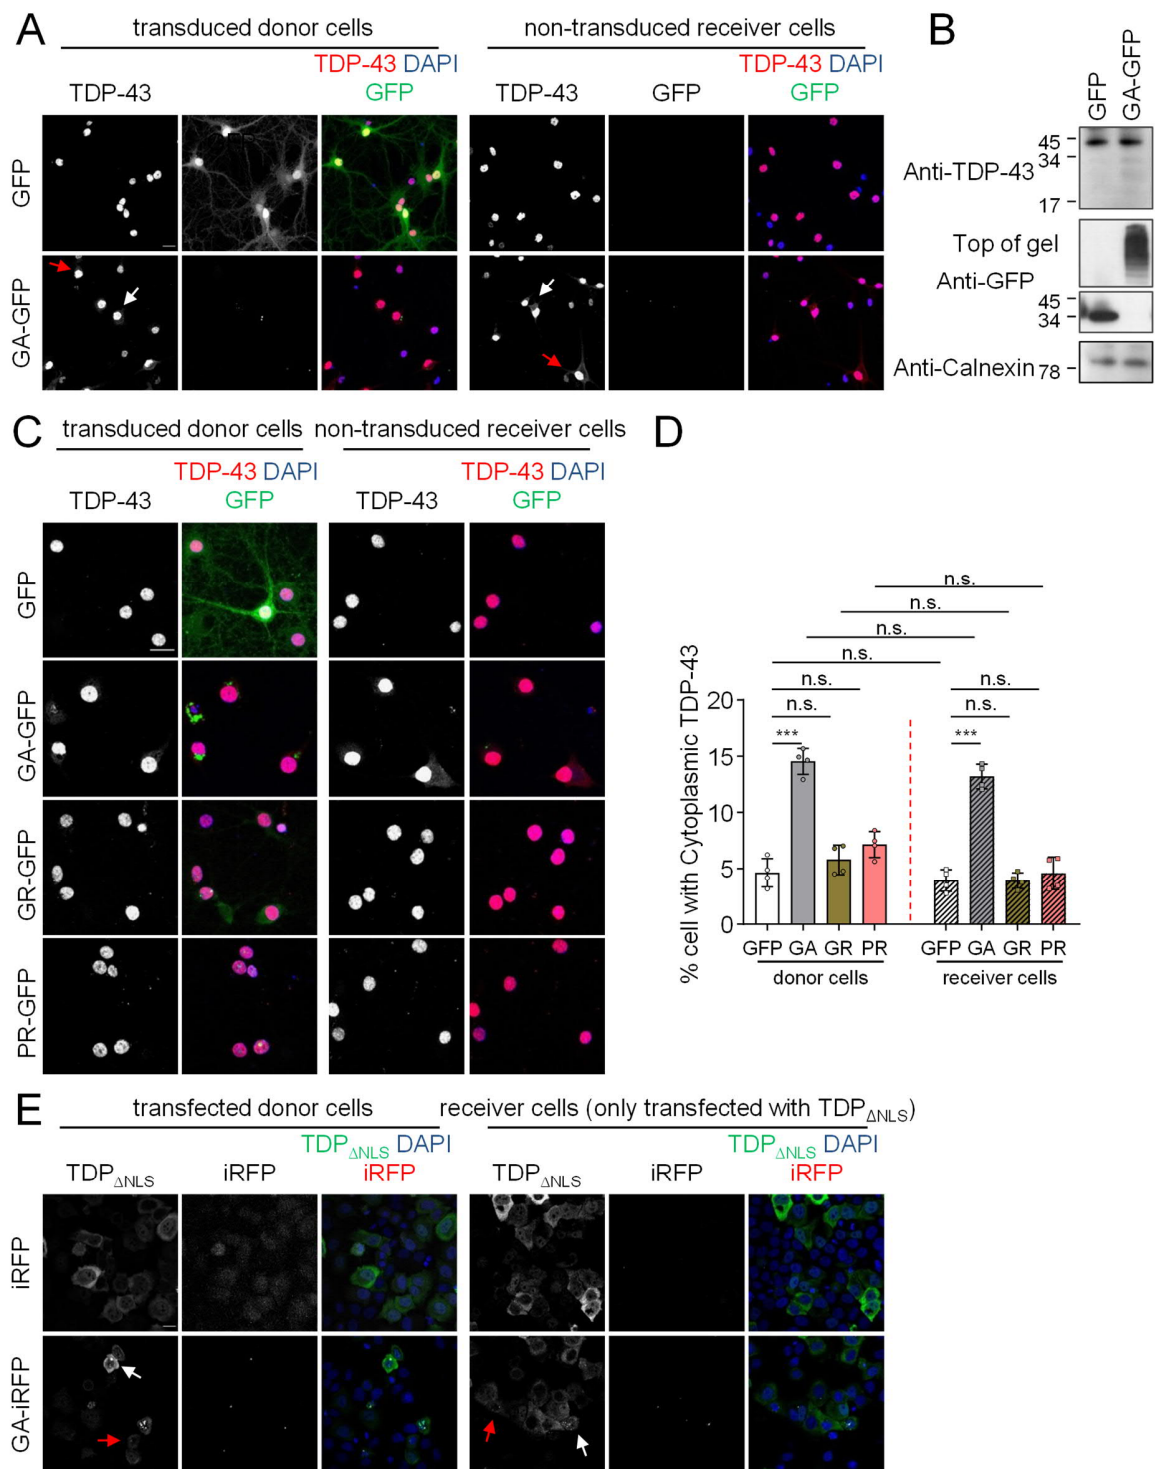 A
transduced donor cells
non-transduced receiver cells
TDP-43 DAPI
TDP-43 DAPI
TDP-43
GFP
TDP-43
GFP
GFP
GFP
GA-GFP
B
GFP
GA-GFP
Anti-TDP-43
45
34
17
Top of gel
Anti-GFP
45
34
Anti-Calnexin
78
C
transduced donor cells
non-transduced receiver cells
TDP-43 DAPI
TDP-43 DAPI
TDP-43
GFP
TDP-43
GFP
GFP
GA-GFP
GR-GFP
PR-GFP
D
n.s.
n.s.
n.s.
n.s.
n.s.
n.s.
n.s.
n.s.
***
***
% cell with Cytoplasmic TDP-43
20
15
10
5
0
GFP GA GR PR
GFP GA GR PR
donor cells
receiver cells
E
transfected donor cells
receiver cells (only transfected with TDPΔNLS)
TDPΔNLS DAPI
TDPΔNLS DAPI
TDPΔNLS
iRFP
iRFP
TDPΔNLS
iRFP
iRFP
iRFP
GA-iRFP